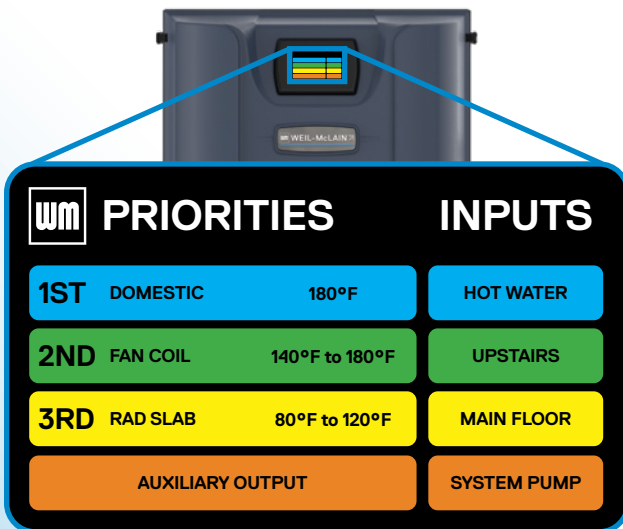 WEIL-McLAIN
wm PRIORITIES INPUTS
1ST DOMESTIC 180°F HOT WATER
2ND FAN COIL 140°F to 180°F UPSTAIRS
3RD RAD SLAB 80°F to 120°F MAIN FLOOR
AUXILIARY OUTPUT SYSTEM PUMP